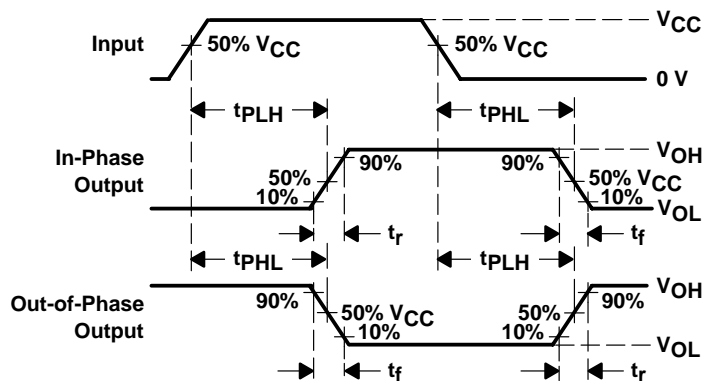 VCC
Input
50% VCC
50% VCC
0 V
tPLH
tPHL
In-Phase
Output
VOH
90%
90%
50%
50% VCC
10%
10%
VOL
tr
tf
tPHL
tPLH
Out-of-Phase
Output
VOH
90%
90%
50% VCC
50%
10%
10%
VOL
tf
tr